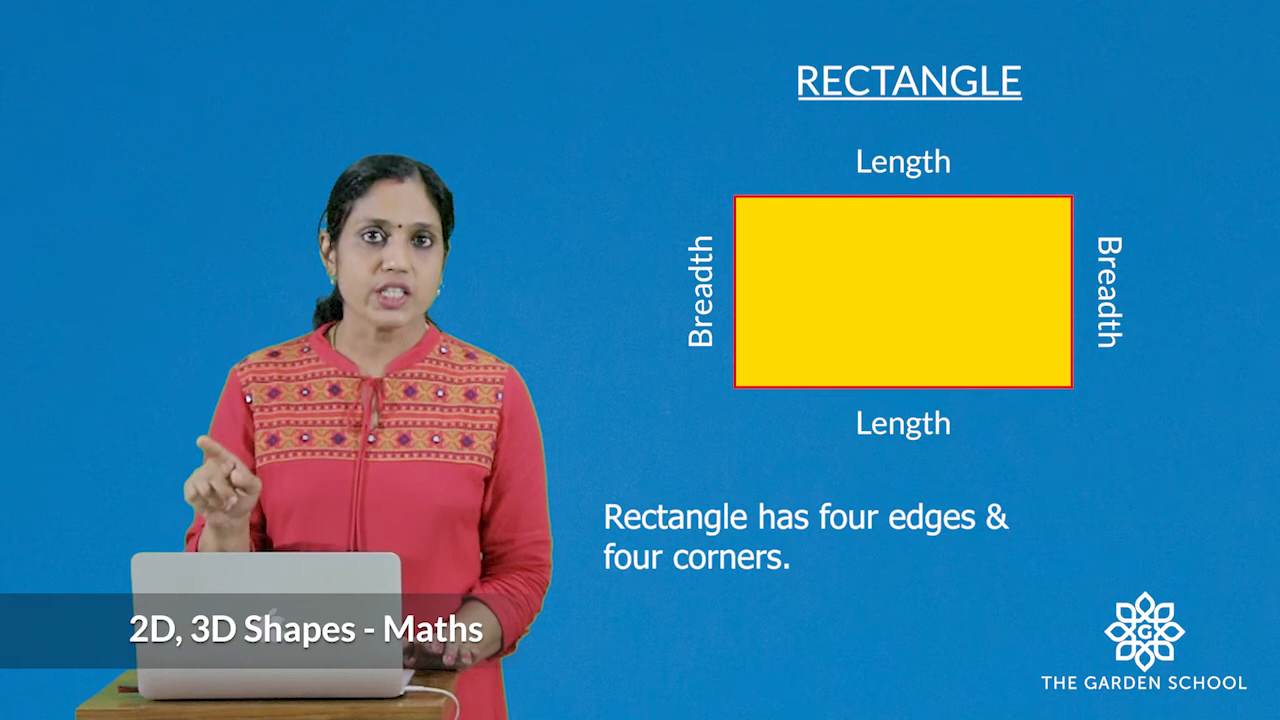 RECTANGLE
Length
Breadth
Breadth
Length
Rectangle has four edges &
four corners.
2D, 3D Shapes - Maths
G
THE GARDEN SCHOOL